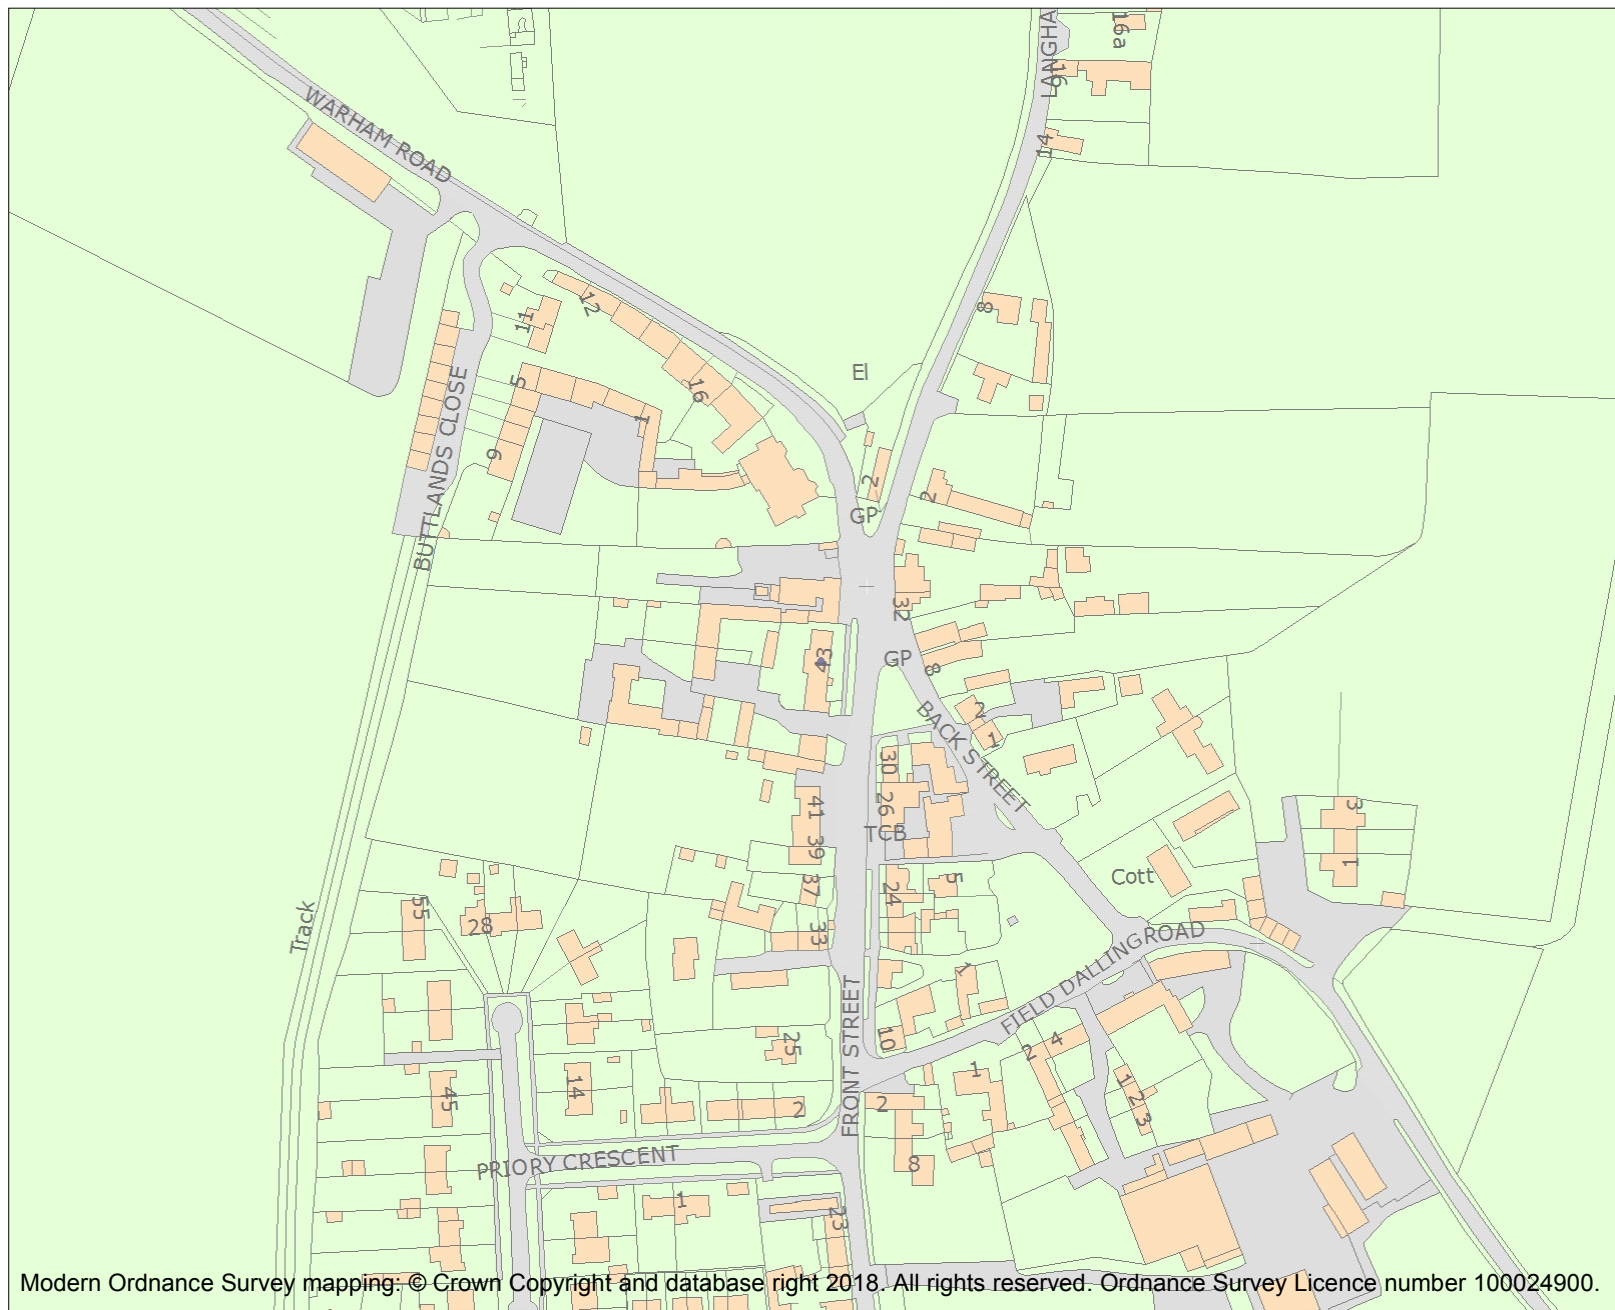 LANGHA
16a
16
14
WARHAM ROAD
8
12
11
El
5
16
1
9
BUTTLANDS CLOSE
2
2
GP
32
43
GP
8
2
BACK STREET
1
30
26
41
TCB
39
3
1
37
24
5
Cott
55
28
33
Track
FIELD DALLING ROAD
1
10
25
FRONT STREET
2
4
1
14
45
2
2
1
2
3
PRIORY CRESCENT
8
1
23
Modern Ordnance Survey mapping: © Crown Copyright and database right 2018. All rights reserved. Ordnance Survey Licence number 100024900.